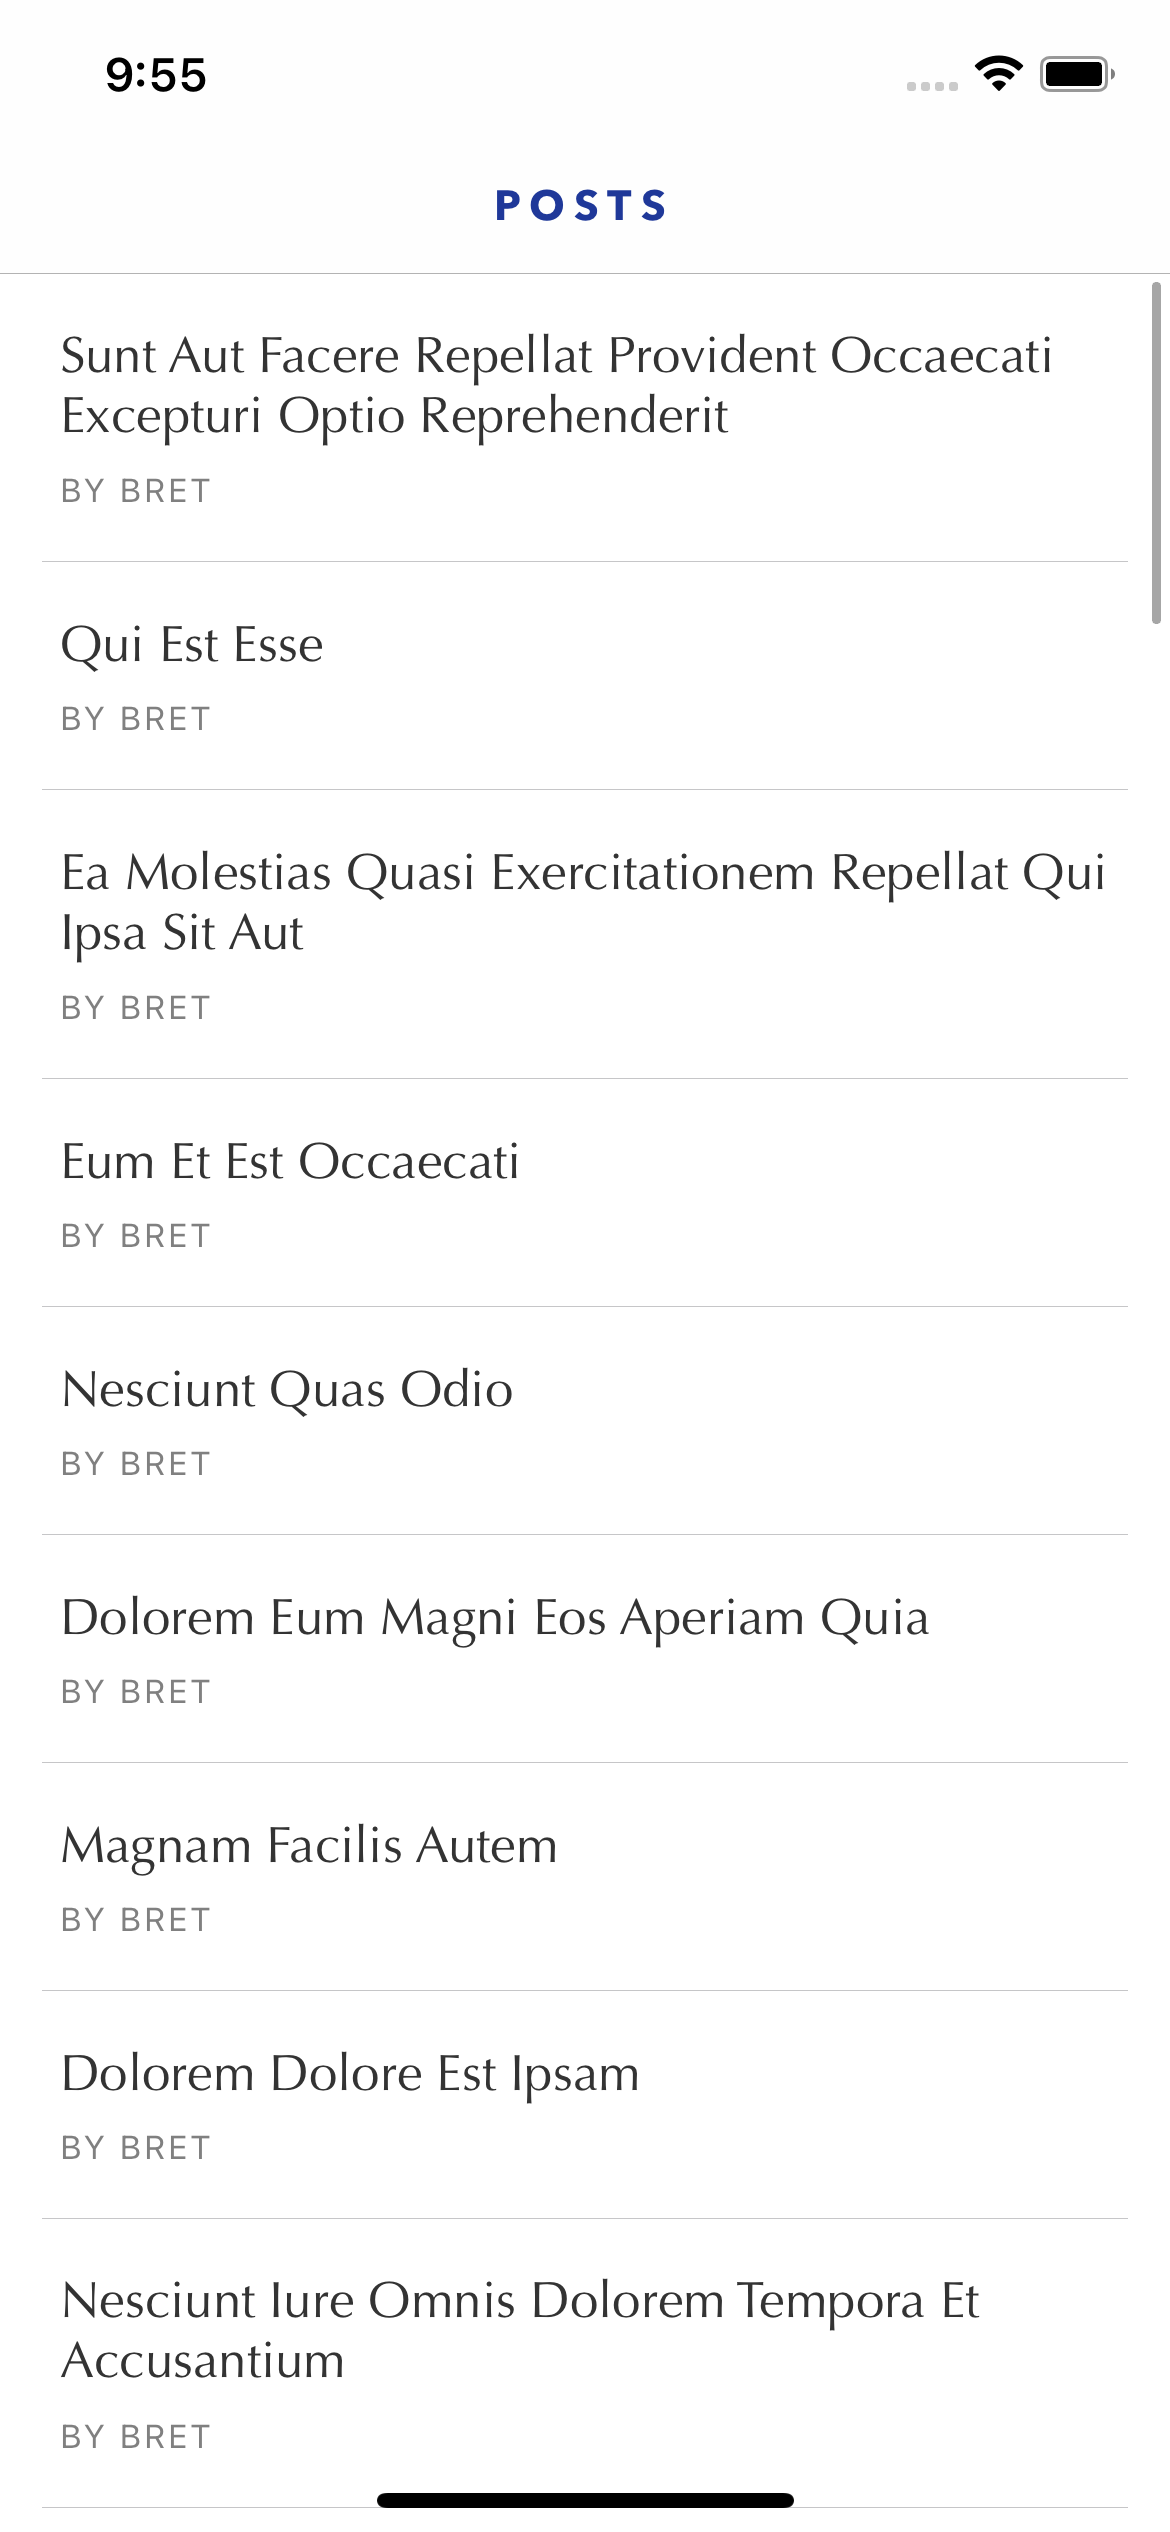 9:55
POSTS
Sunt Aut Facere Repellat Provident Occaecati
Excepturi Optio Reprehenderit
BY BRET
Qui Est Esse
BY BRET
Ea Molestias Quasi Exercitationem Repellat Qui
Ipsa Sit Aut
BY BRET
Eum Et Est Occaecati
BY BRET
Nesciunt Quas Odio
BY BRET
Dolorem Eum Magni Eos Aperiam Quia
BY BRET
Magnam Facilis Autem
BY BRET
Dolorem Dolore Est Ipsam
BY BRET
Nesciunt Iure Omnis Dolorem Tempora Et
Accusantium
BY BRET